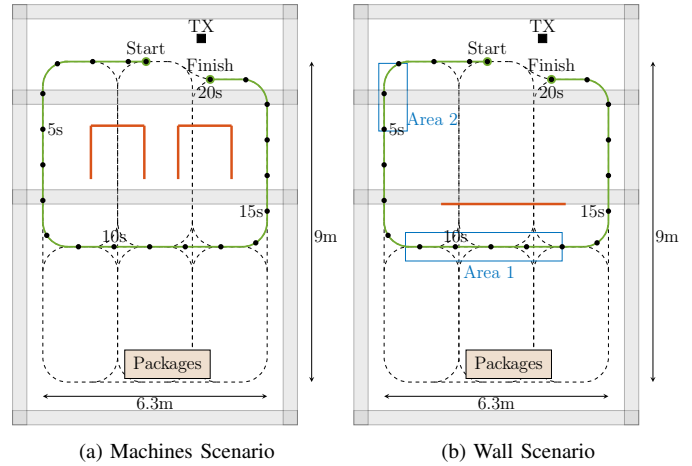 TX
Start
Finish
20s
5s
15s
10s
9m
Packages
6.3m
(a) Machines Scenario
TX
Start
Finish
20s
Area 2
5s
15s
10s
9m
Area 1
Packages
6.3m
(b) Wall Scenario